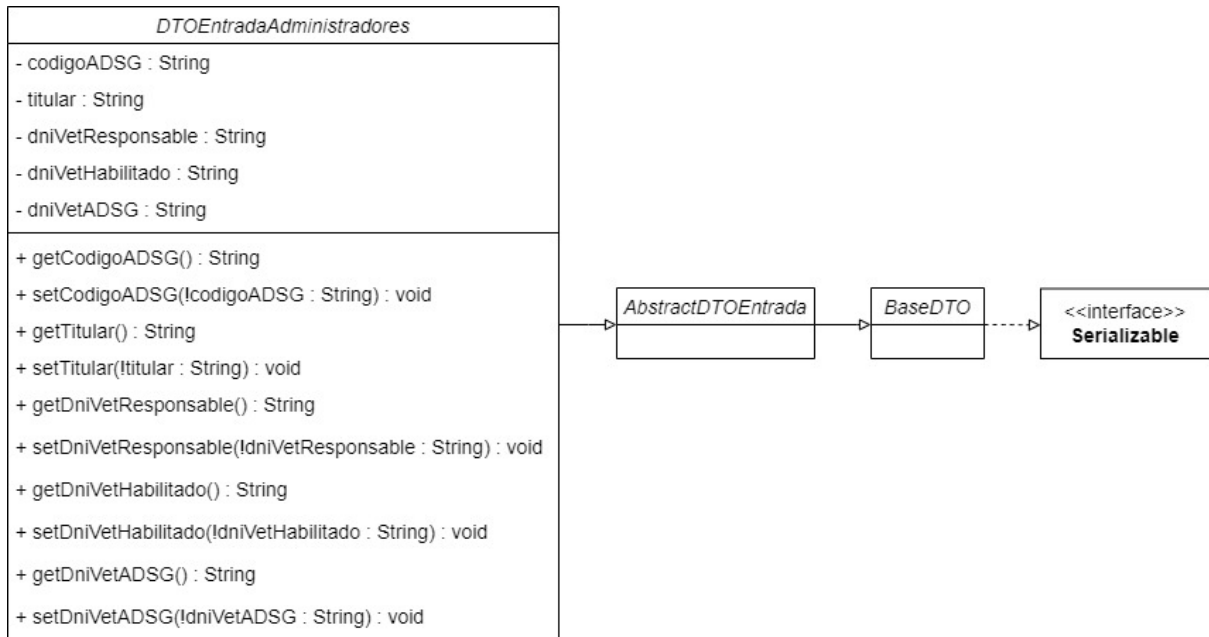 DTOEntradaAdministradores
- codigoADSG : String
- titular : String
- dniVetResponsable : String
- dniVetHabilitado : String
- dniVetADSG : String
+ getCodigoADSG() : String
+ setCodigoADSG(!codigoADSG : String) : void
+ getTitular() : String
+ setTitular(!titular : String) : void
+ getDniVetResponsable() : String
+ setDniVetResponsable(!dniVetResponsable : String) : void
+ getDniVetHabilitado() : String
+ setDniVetHabilitado(!dniVetHabilitado : String) : void
+ getDniVetADSG() : String
+ setDniVetADSG(!dniVetADSG : String) : void
AbstractDTOEntrada
BaseDTO
<<interface>>
Serializable